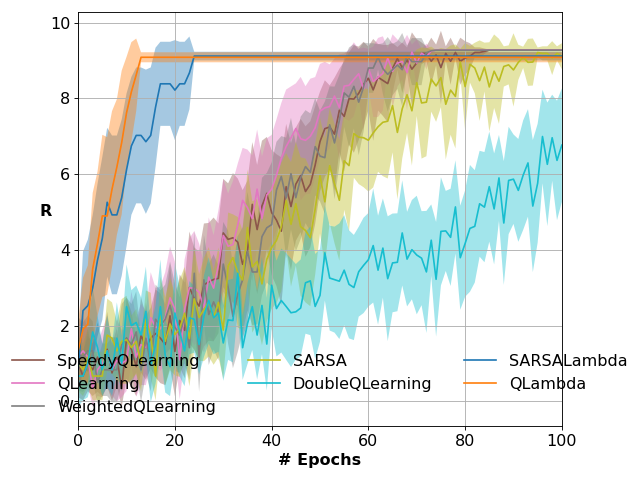 10
8
6
R
4
2
SpeedyQLearning SARSA SARSALambda
QLearning DoubleQLearning QLambda
0
WeightedQLearning
0 20 40 60 80 100
# Epochs